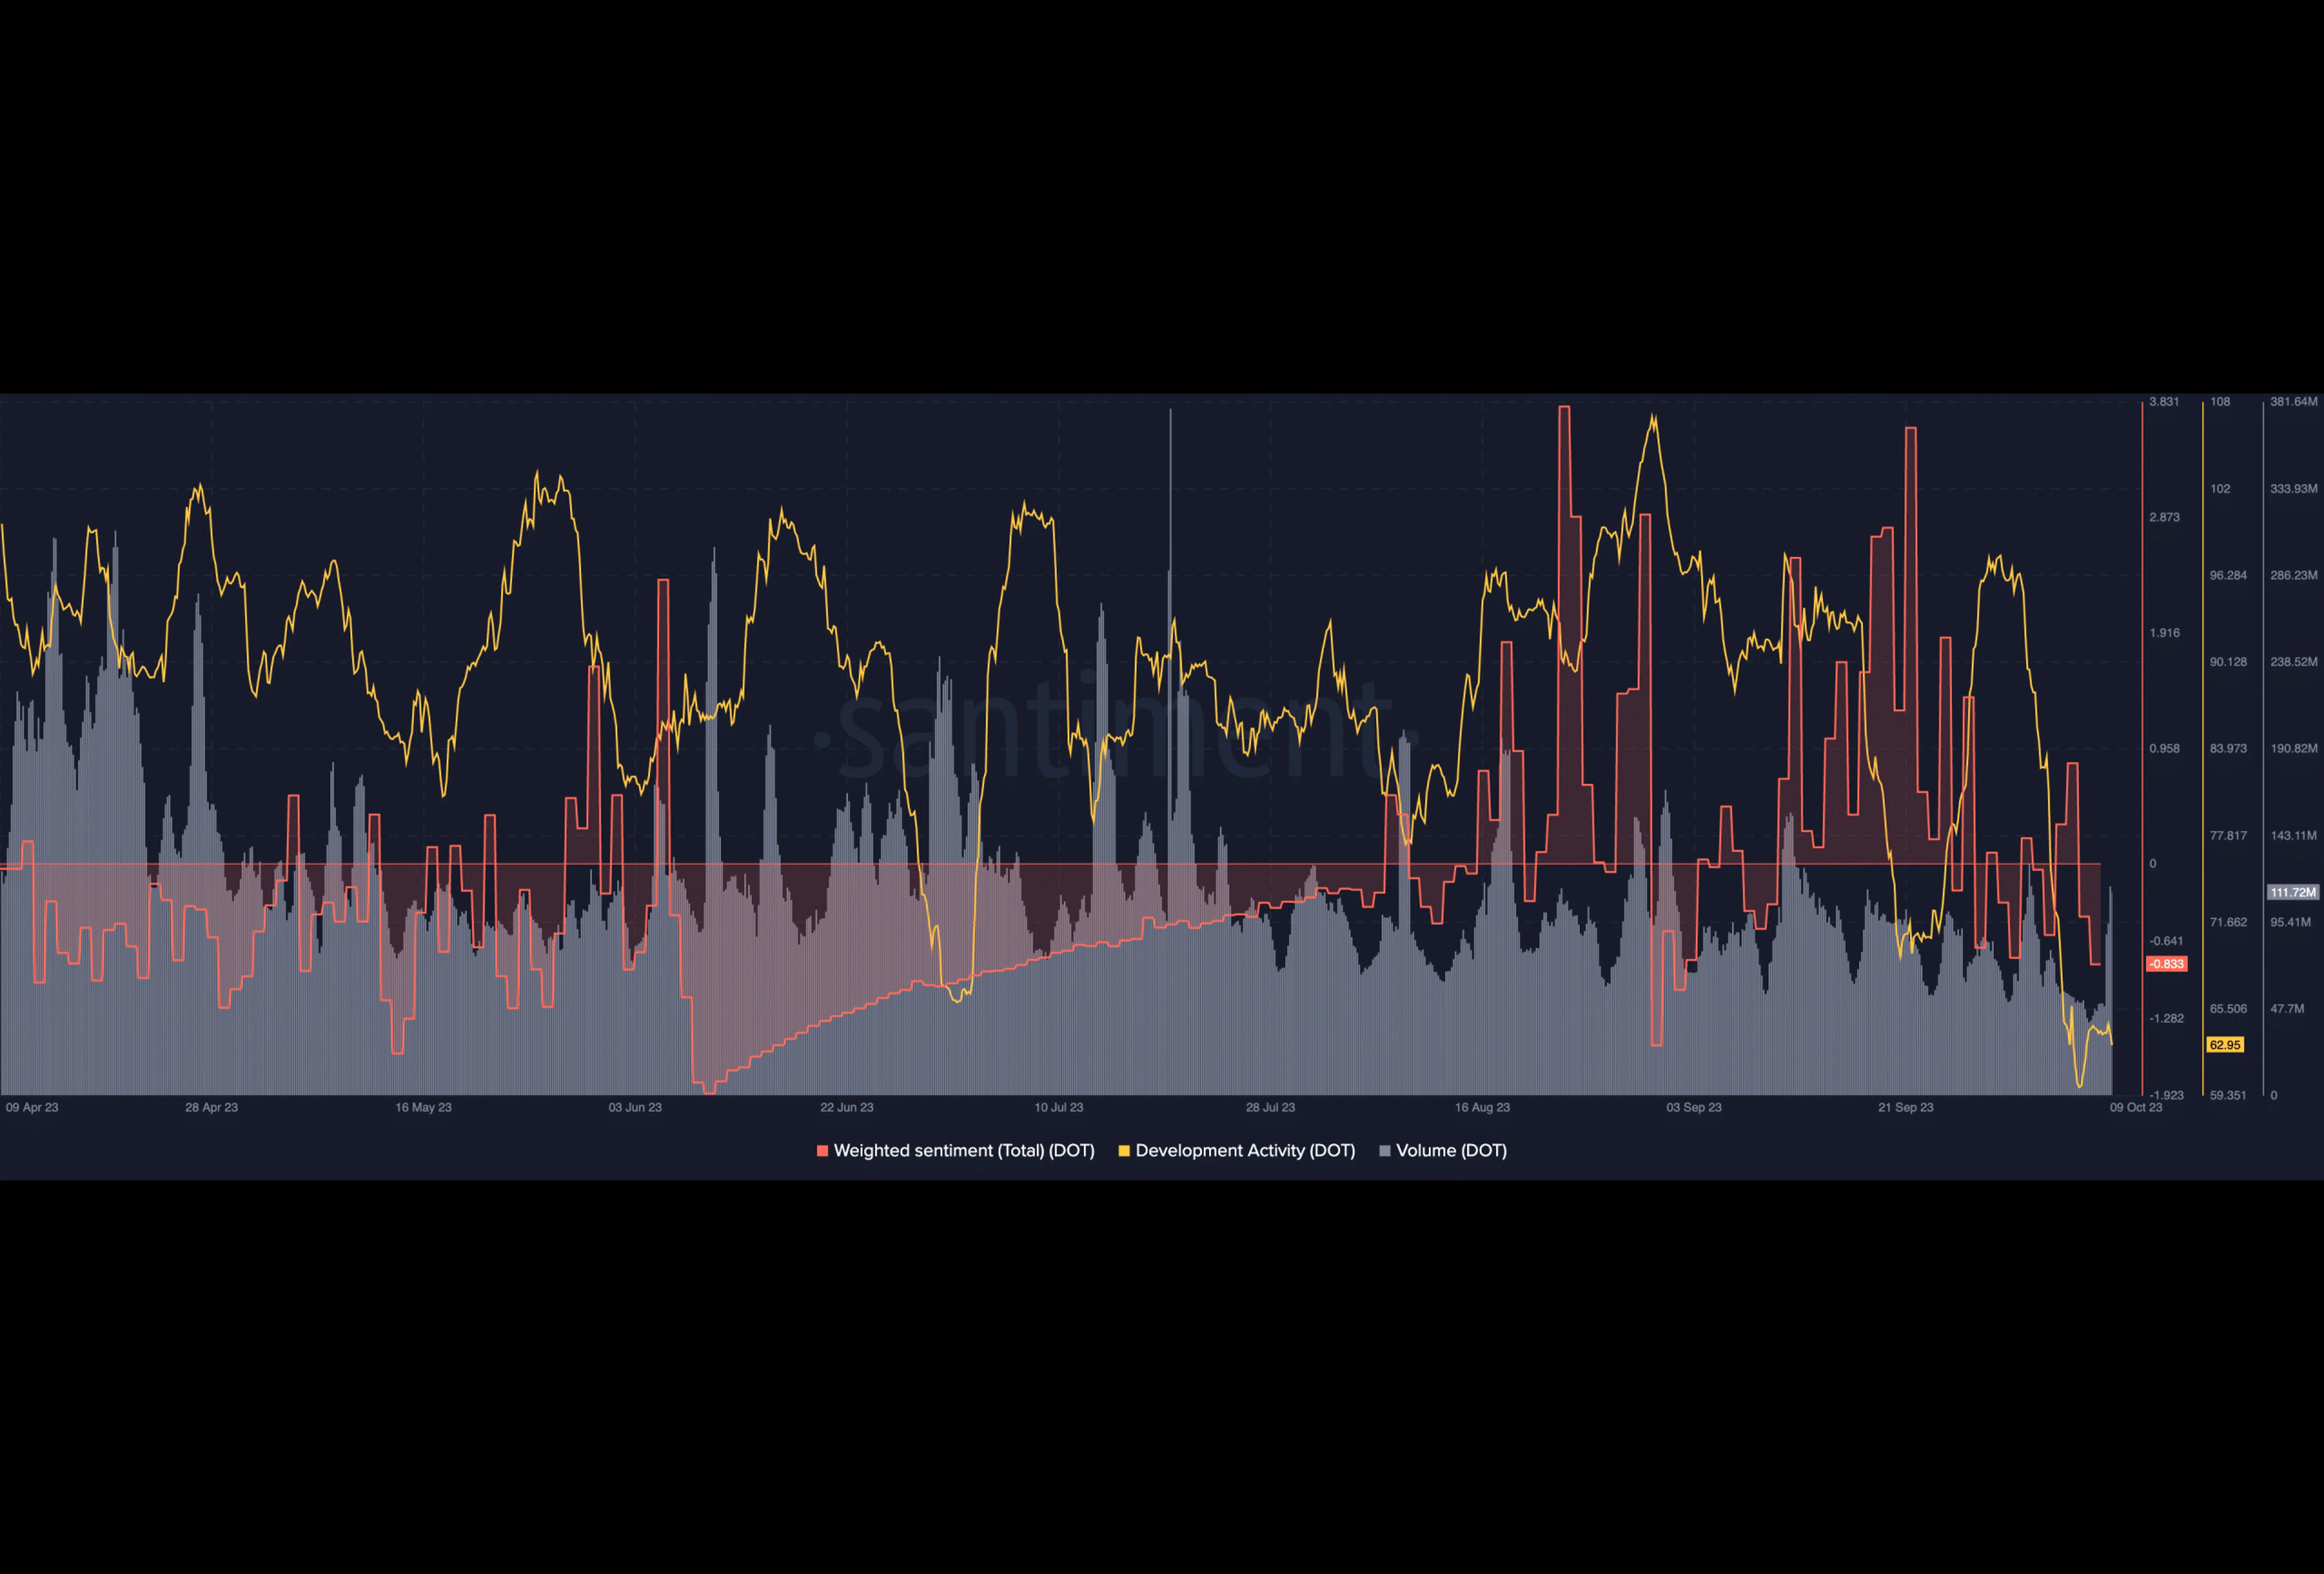 ·santiment·
3.831 108 381.64M
102 333.93M
2.873
96.284 286.23M
1.916
90.128 238.52M
0.958 83.973 190.82M
77.817 143.11M
0
111.72M
71.662 95.41M
-0.641
-0.833
65.506 47.7M
-1.282
62.95
-1.923 59.351 0
09 Apr 23 28 Apr 23 16 May 23 03 Jun 23 22 Jun 23 10 Jul 23 28 Jul 23 16 Aug 23 03 Sep 23 21 Sep 23 09 Oct 23
Weighted sentiment (Total) (DOT) Development Activity (DOT) Volume (DOT)